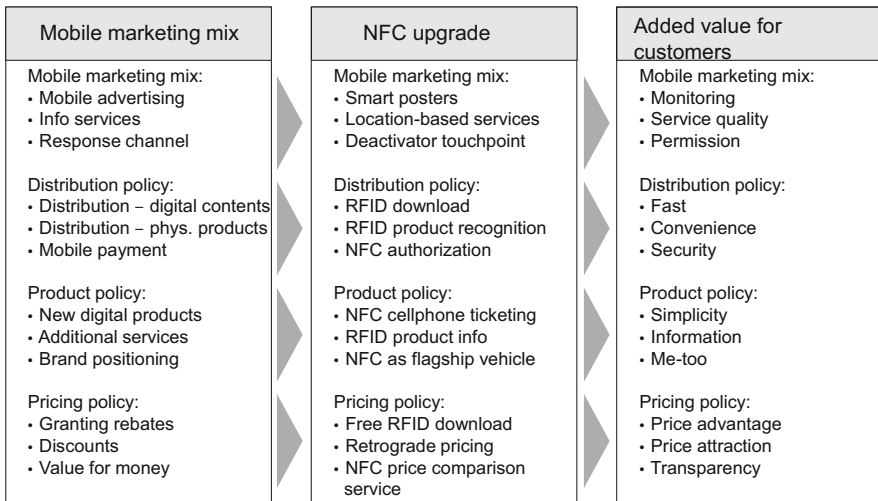 Mobile marketing mix
Mobile marketing mix:
• Mobile advertising
• Info services
• Response channel
Distribution policy:
• Distribution – digital contents
• Distribution – phys. products
• Mobile payment
Product policy:
• New digital products
• Additional services
• Brand positioning
Pricing policy:
• Granting rebates
• Discounts
• Value for money
NFC upgrade
Mobile marketing mix:
• Smart posters
• Location-based services
• Deactivator touchpoint
Distribution policy:
• RFID download
• RFID product recognition
• NFC authorization
Product policy:
• NFC cellphone ticketing
• RFID product info
• NFC as flagship vehicle
Pricing policy:
• Free RFID download
• Retrograde pricing
• NFC price comparison
service
Added value for
customers
Mobile marketing mix:
• Monitoring
• Service quality
• Permission
Distribution policy:
• Fast
• Convenience
• Security
Product policy:
• Simplicity
• Information
• Me-too
Pricing policy:
• Price advantage
• Price attraction
• Transparency